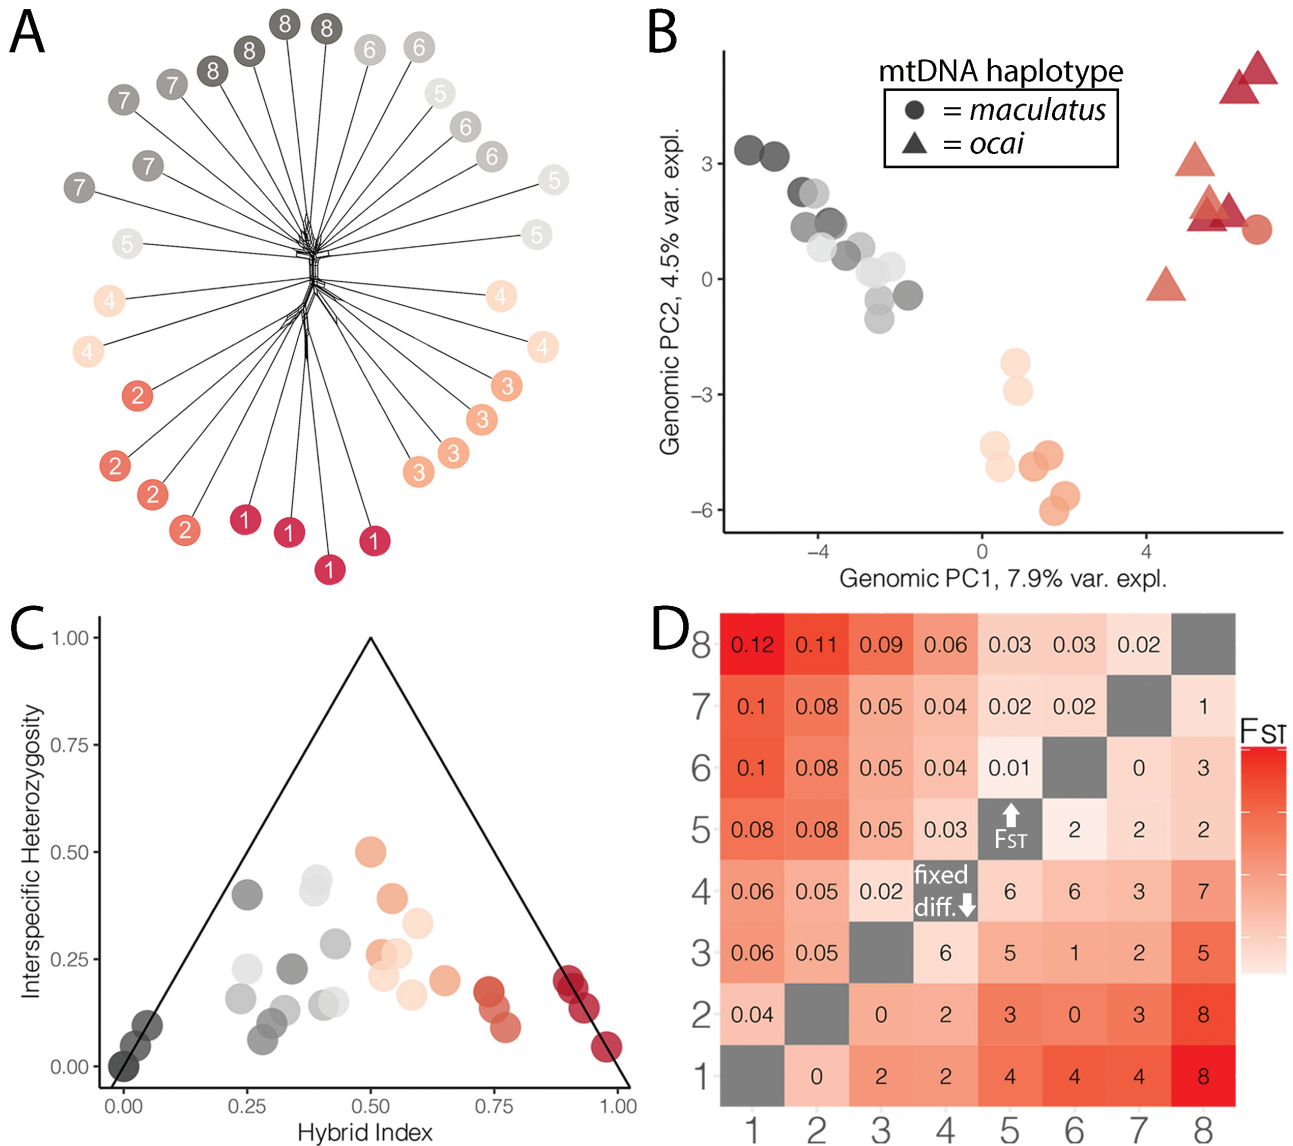 A
8
8
8
6
6
8
7
7
5
6
7
6
7
5
5
5
4
4
4
4
2
3
3
2
3
2
3
2
1
1
1
1
B
mtDNA haplotype
= maculatus
= ocai
3
0
−3
−6
Genomic PC2, 4.5% var. expl.
−4
0
4
Genomic PC1, 7.9% var. expl.
C
1.00
0.75
0.50
0.25
0.00
Interspecific Heterozygosity
0.00
0.25
0.50
0.75
1.00
Hybrid Index
D
8 0.12 0.11 0.09 0.06 0.03 0.03 0.02
7 0.1 0.08 0.05 0.04 0.02 0.02 1
6 0.1 0.08 0.05 0.04 0.01 0 3
5 0.08 0.08 0.05 0.03 FST 2 2 2
4 0.06 0.05 0.02 fixed diff. 6 6 3 7
3 0.06 0.05 6 5 1 2 5
2 0.04 0 2 3 0 3 8
1 0 2 2 4 4 4 8
1 2 3 4 5 6 7 8
FST